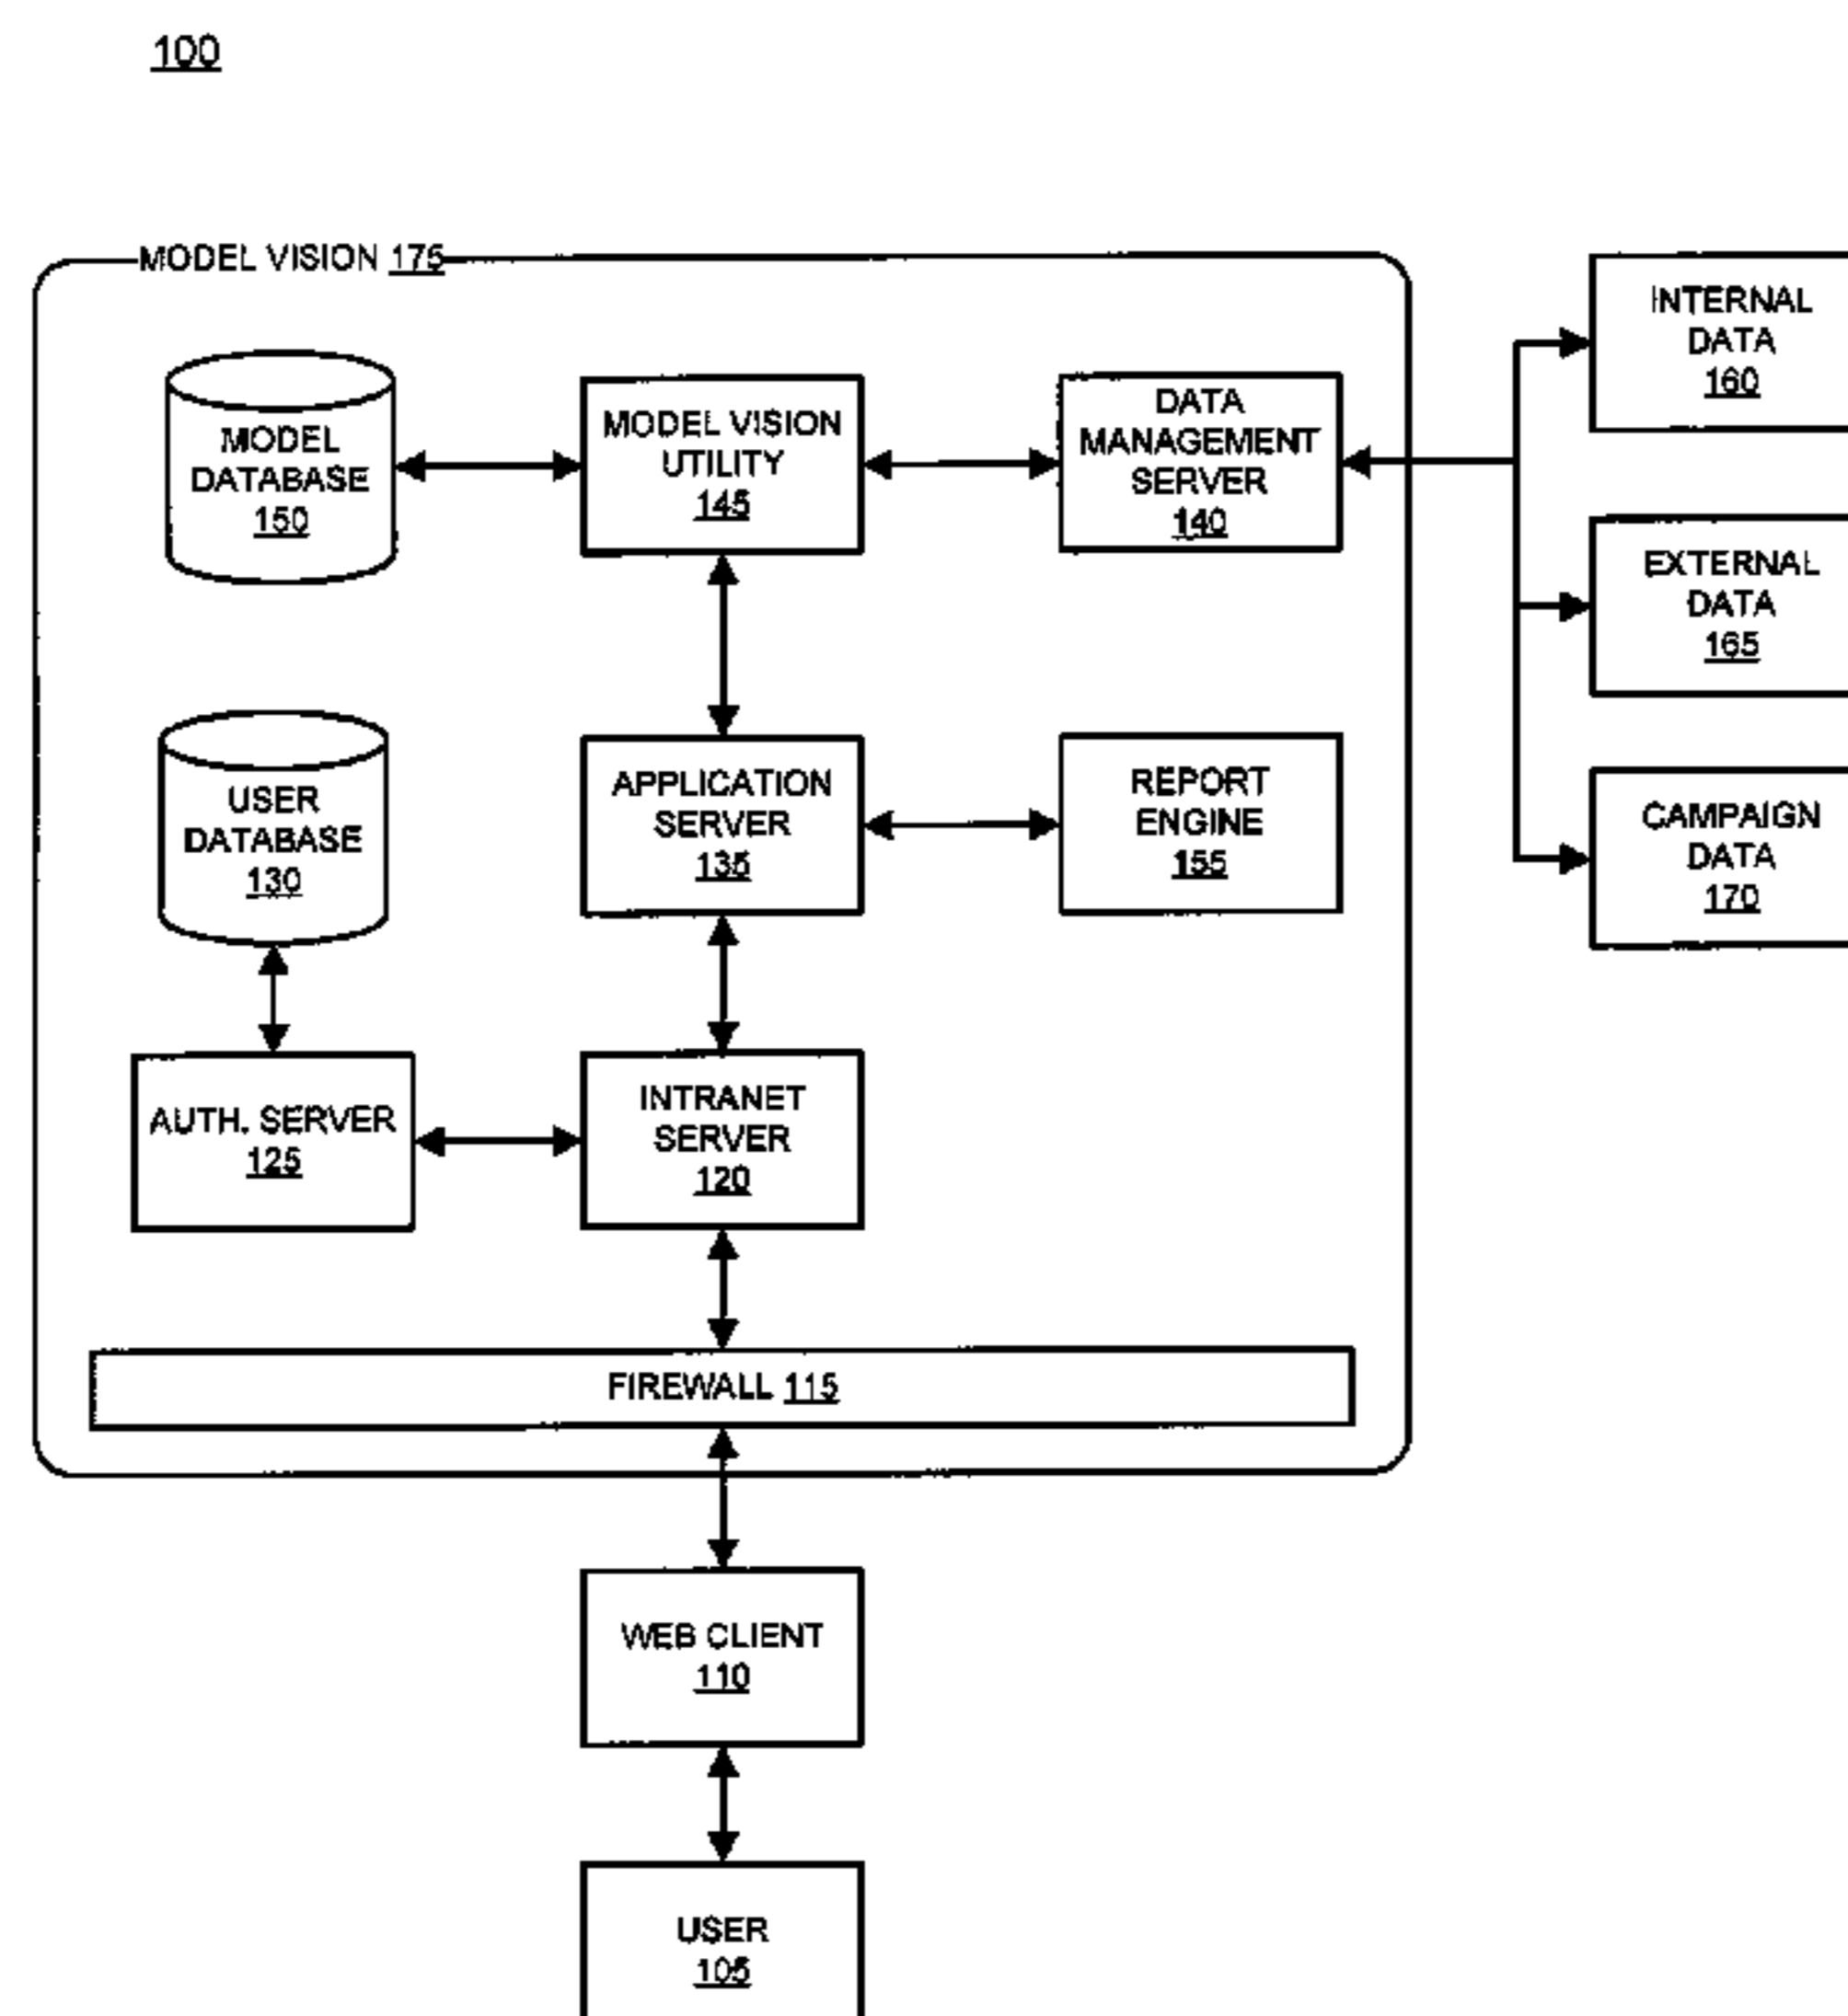 100
MODEL VISION 175
MODEL
DATABASE
150
MODEL VISION
UTILITY
145
DATA
MANAGEMENT
SERVER
140
INTERNAL
DATA
160
EXTERNAL
DATA
165
CAMPAIGN
DATA
170
USER
DATABASE
130
APPLICATION
SERVER
135
REPORT
ENGINE
155
AUTH. SERVER
125
INTRANET
SERVER
120
FIREWALL 115
WEB CLIENT
110
USER
105